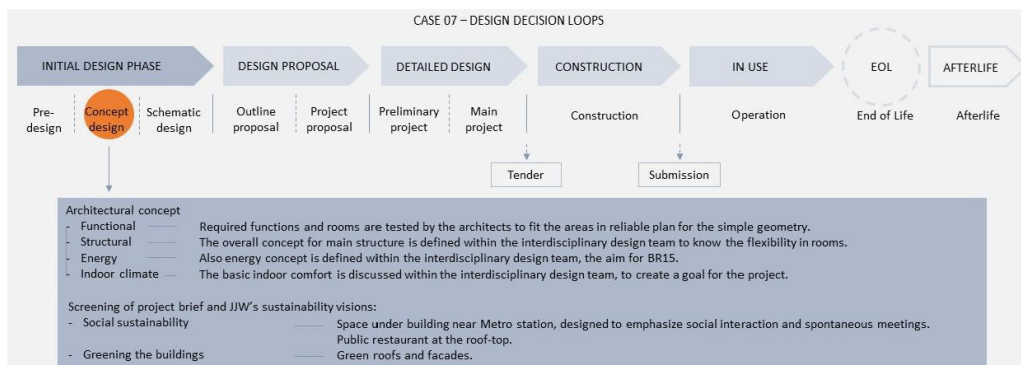 CASE 07 – DESIGN DECISION LOOPS
INITIAL DESIGN PHASE
DESIGN PROPOSAL
DETAILED DESIGN
CONSTRUCTION
IN USE
EOL
AFTERLIFE
Pre-
design
Concept
design
Schematic
design
Outline
proposal
Project
proposal
Preliminary
project
Main
project
Construction
Operation
End of Life
Afterlife
Tender
Submission
Architectural concept
- Functional Required functions and rooms are tested by the architects to fit the areas in reliable plan for the simple geometry.
- Structural The overall concept for main structure is defined within the interdisciplinary design team to know the flexibility in rooms.
- Energy Also energy concept is defined within the interdisciplinary design team, the aim for BR15.
- Indoor climate The basic indoor comfort is discussed within the interdisciplinary design team, to create a goal for the project.
Screening of project brief and JJW's sustainability visions:
- Social sustainability Space under building near Metro station, designed to emphasize social interaction and spontaneous meetings.
Public restaurant at the roof-top.
- Greening the buildings Green roofs and facades.